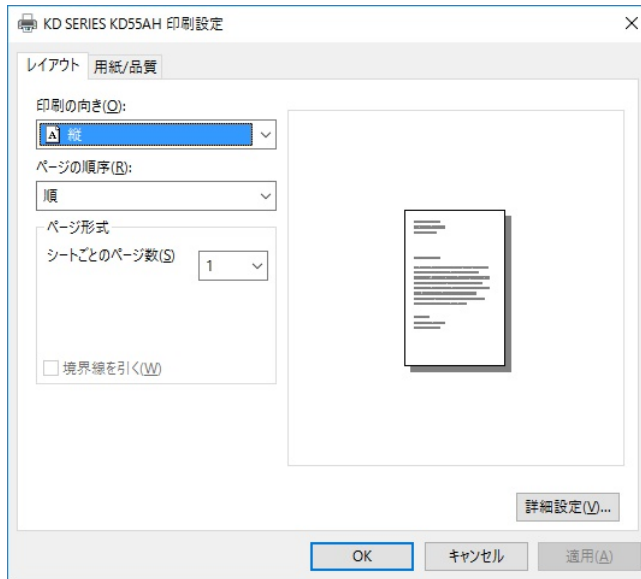 KD SERIES KD55AH 印刷設定
レイアウト 用紙/品質
印刷の向き(O):
A 縦
ページの順序(R):
順
ページ形式
シートごとのページ数(S) 1
境界線を引く(W)
詳細設定(V)...
OK キャンセル 適用(A)